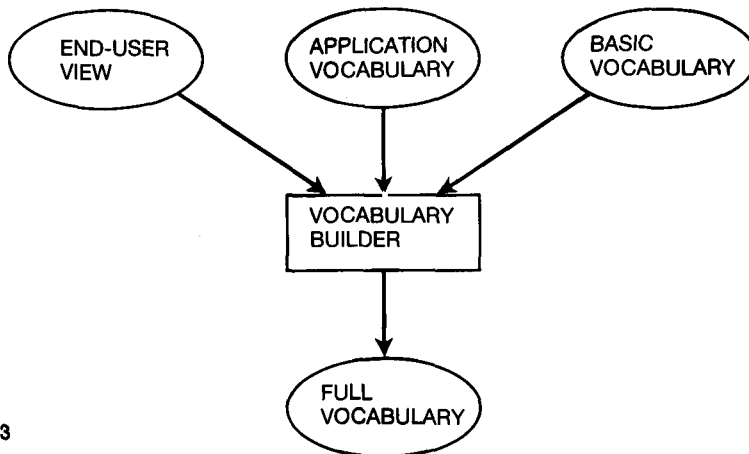 END-USER
VIEW
APPLICATION
VOCABULARY
BASIC
VOCABULARY
VOCABULARY
BUILDER
FULL
VOCABULARY
3